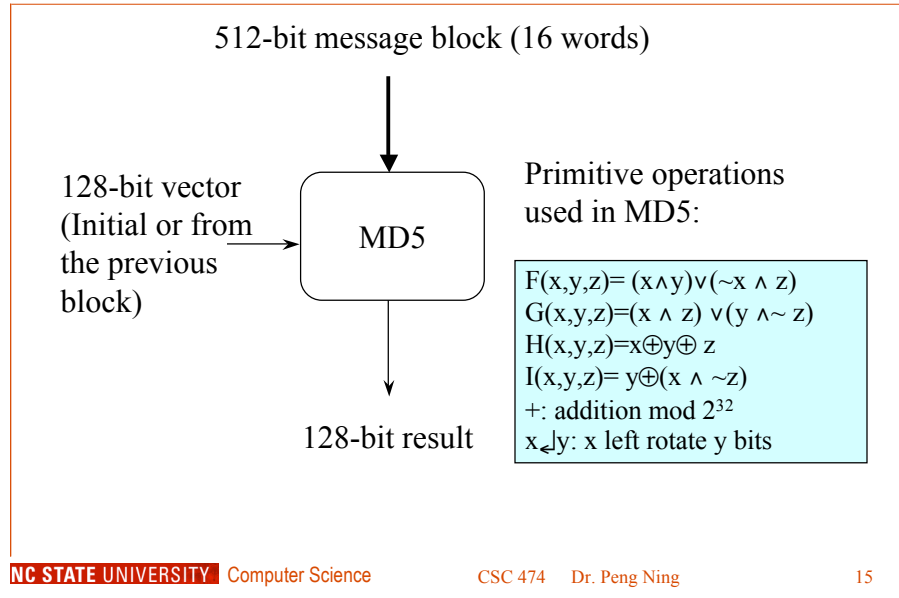 512-bit message block (16 words)
128-bit vector
(Initial or from
the previous
block)
MD5
128-bit result
Primitive operations
used in MD5:
F(x,y,z)= (x∧y)∨(~x ∧ z)
G(x,y,z)=(x ∧ z) ∨(y ∧~ z)
H(x,y,z)=x⊕y⊕ z
I(x,y,z)= y⊕(x ∧ ~z)
+: addition mod 2³²
x↲y: x left rotate y bits
NC STATE UNIVERSITY Computer Science CSC 474 Dr. Peng Ning 15